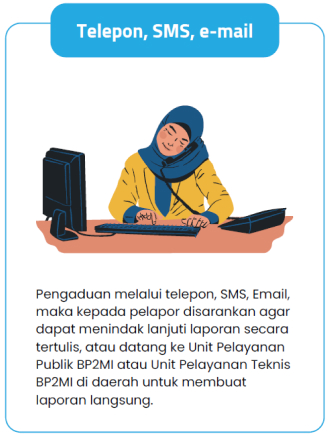 Telepon, SMS, e-mail
Pengaduan melalui telepon, SMS, Email,
maka kepada pelapor disarankan agar
dapat menindak lanjuti laporan secara
tertulis, atau datang ke Unit Pelayanan
Publik BP2MI atau Unit Pelayanan Teknis
BP2MI di daerah untuk membuat
laporan langsung.